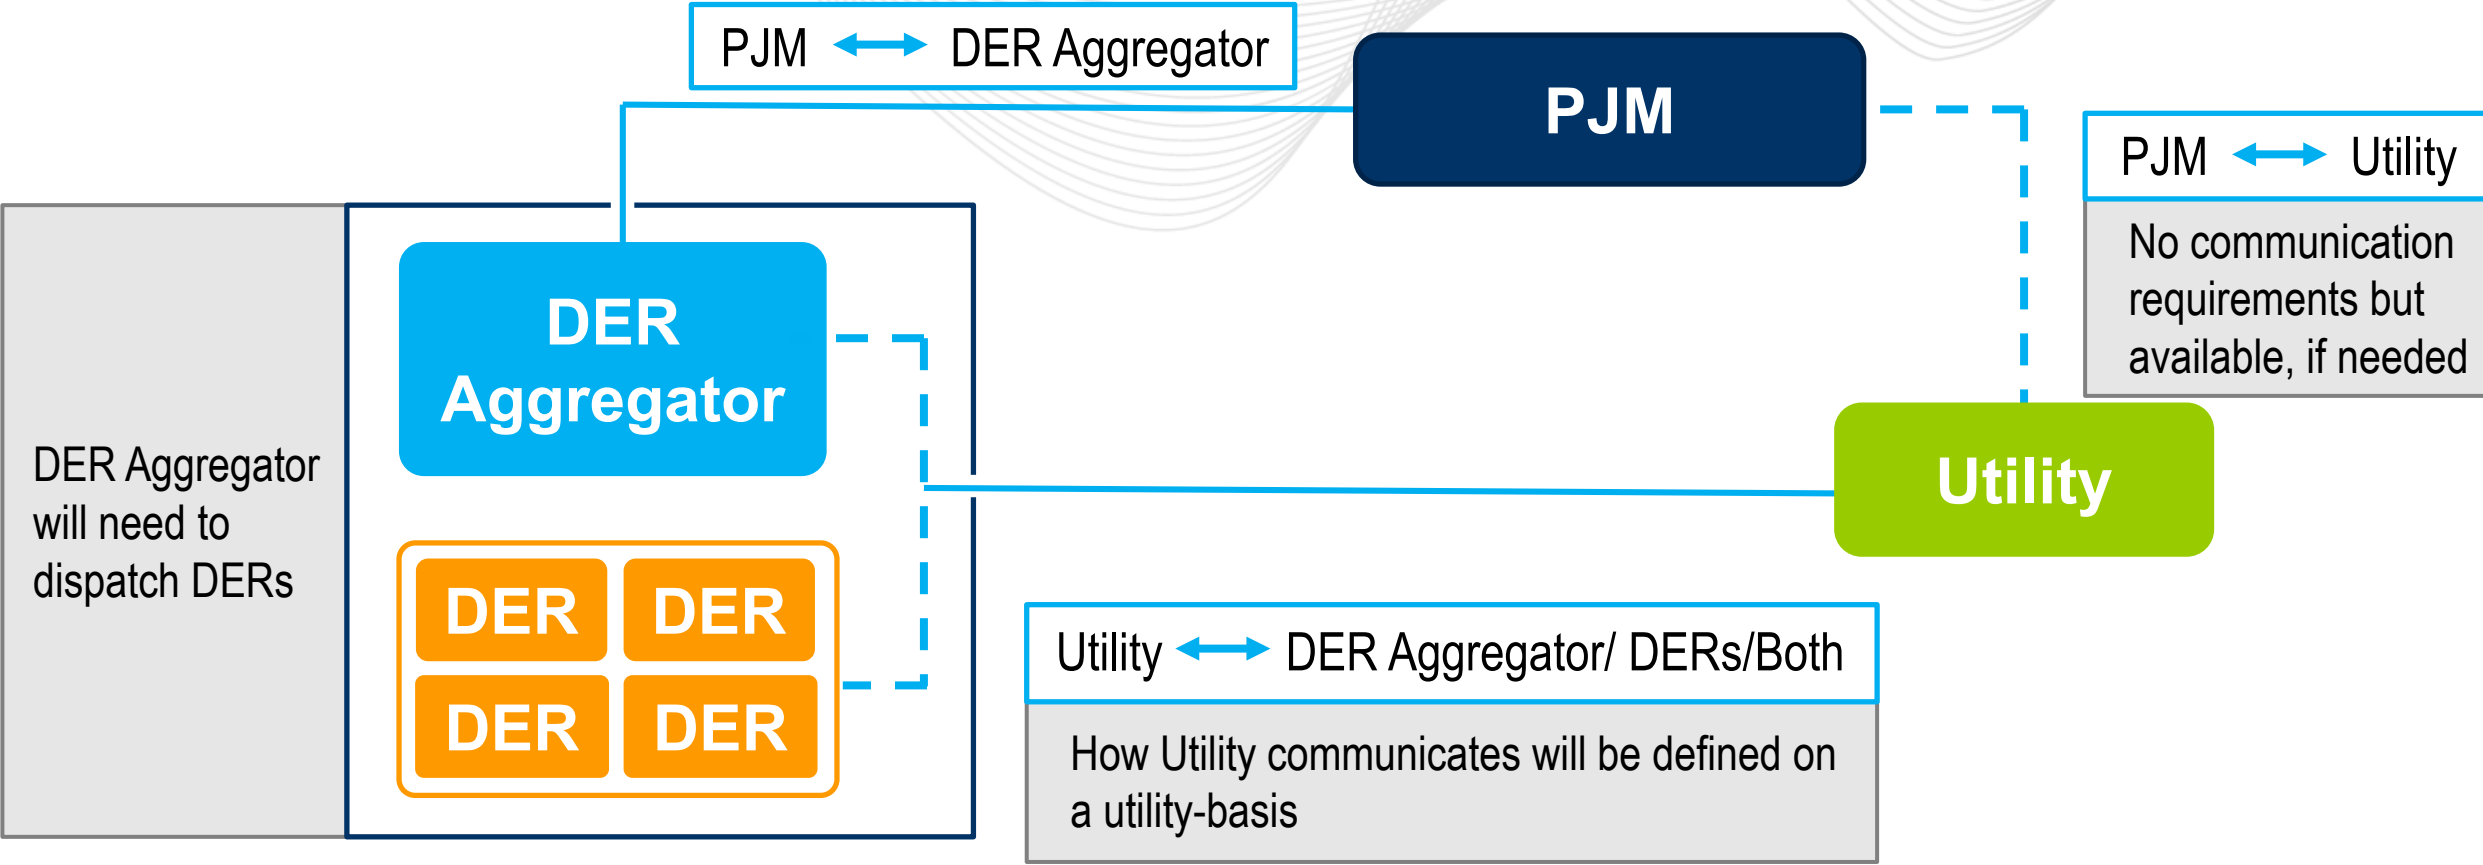 PJM DER Aggregator
PJM
PJM Utility
No communication
requirements but
available, if needed
DER
Aggregator
DER Aggregator
will need to
dispatch DERs
Utility
DER DER
DER DER
Utility DER Aggregator/ DERs/Both
How Utility communicates will be defined on
a utility-basis